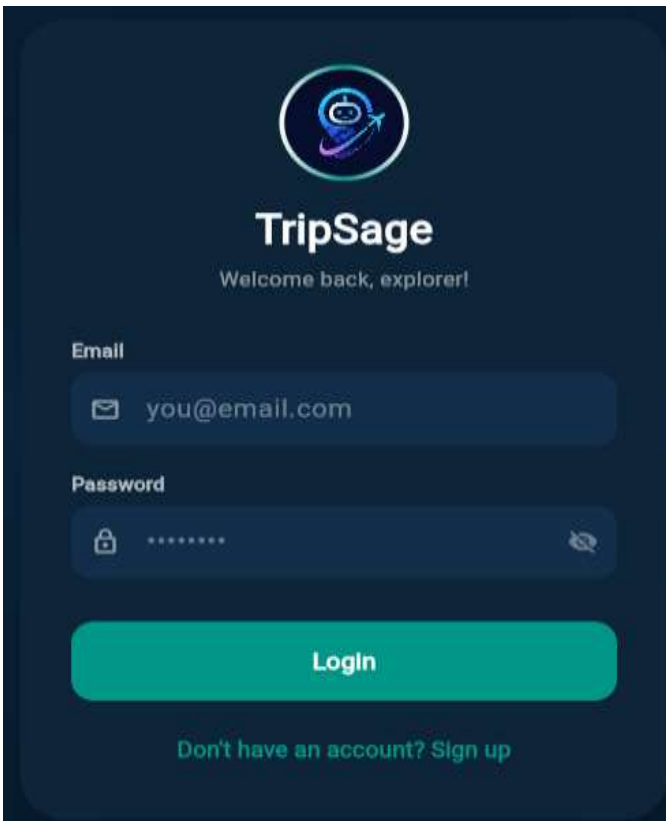 TripSage
Welcome back, explorer!
Email
you@email.com
Password
••••••••
Login
Don't have an account? Sign up